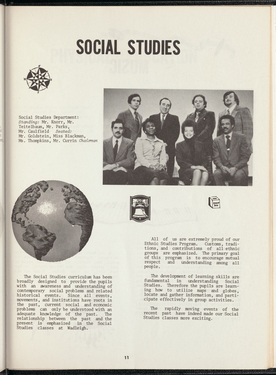 SOCIAL STUDIES
Social Studies Department:
Standing: Mr. Knorr, Mr.
Teitelbaum, Mr. Parks,
Mr. Caulfield Seated:
Mr. Goldstein, Miss Blackman,
Mr. Thompkins, Mr. Currin Chairman
The Social Studies curriculum has been
broadly designed to provide the pupils
with an awareness and understanding of
contemporary social problems and related
historical events. Since all events,
movements, and institutions have roots in
the past, current social and economic
problems can only be understood with an
adequate knowledge of the past. The
relationship between the past and the
present is emphasized in the Social
Studies classes at
All of us are extremely proud of our
Ethnic Studies Program. Customs, tradi-
tions, and contributions of all ethnic
groups are emphasized. The primary goal
of this program is to encourage mutual
respect and understanding among all
people.
The development of learning skills are
fundamental in understanding Social
Studies. Therefore the pupils are learn-
ing how to utilize maps and globes,
locate and gather information, and parti-
cipate effectively in group activities.
The rapidly moving events of the
recent past have indeed made our Social
Studies classes more exciting.